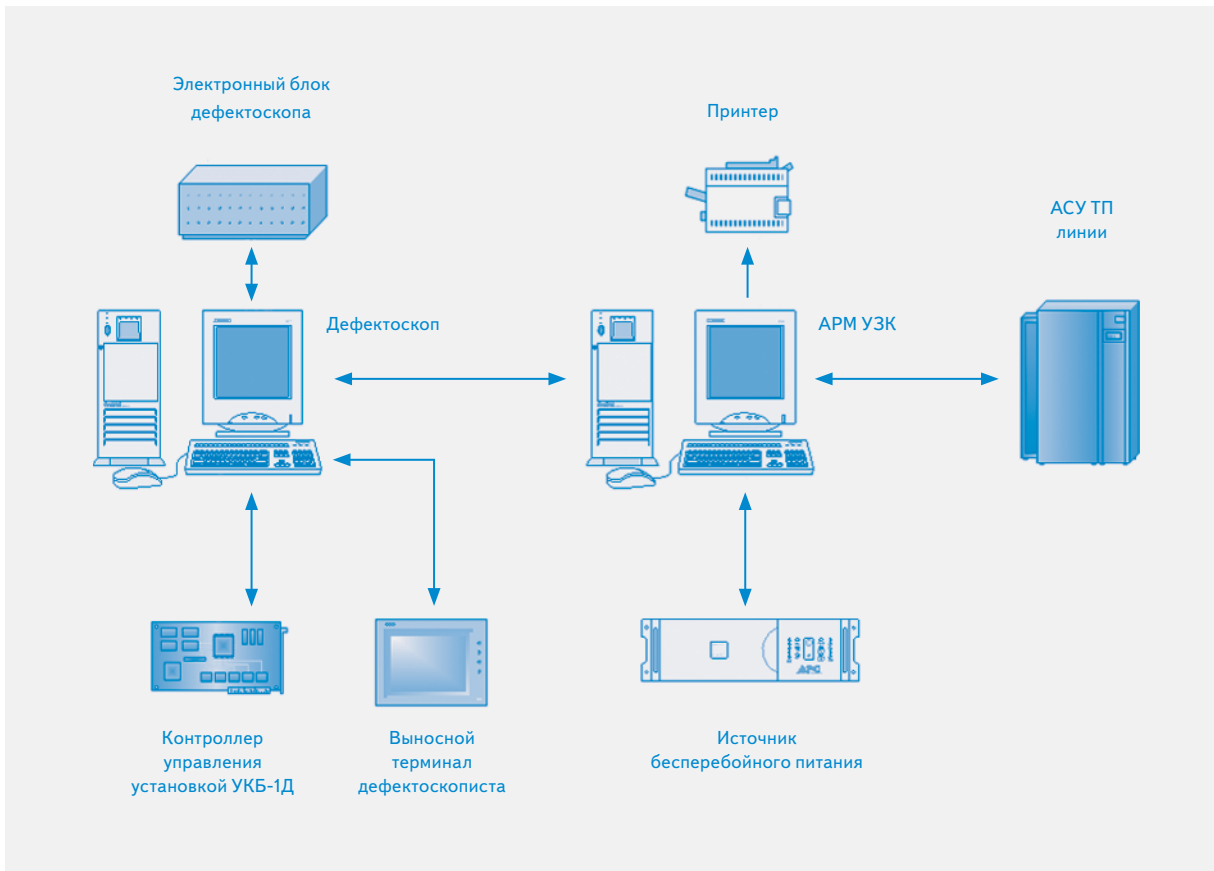 Электронный блок
дефектоскопа
Принтер
АСУ ТП
линии
Дефектоскоп
АРМ УЗК
APC
Контроллер
управления
установкой УКБ-1Д
Выносной
терминал
дефектоскописта
Источник
бесперебойного питания